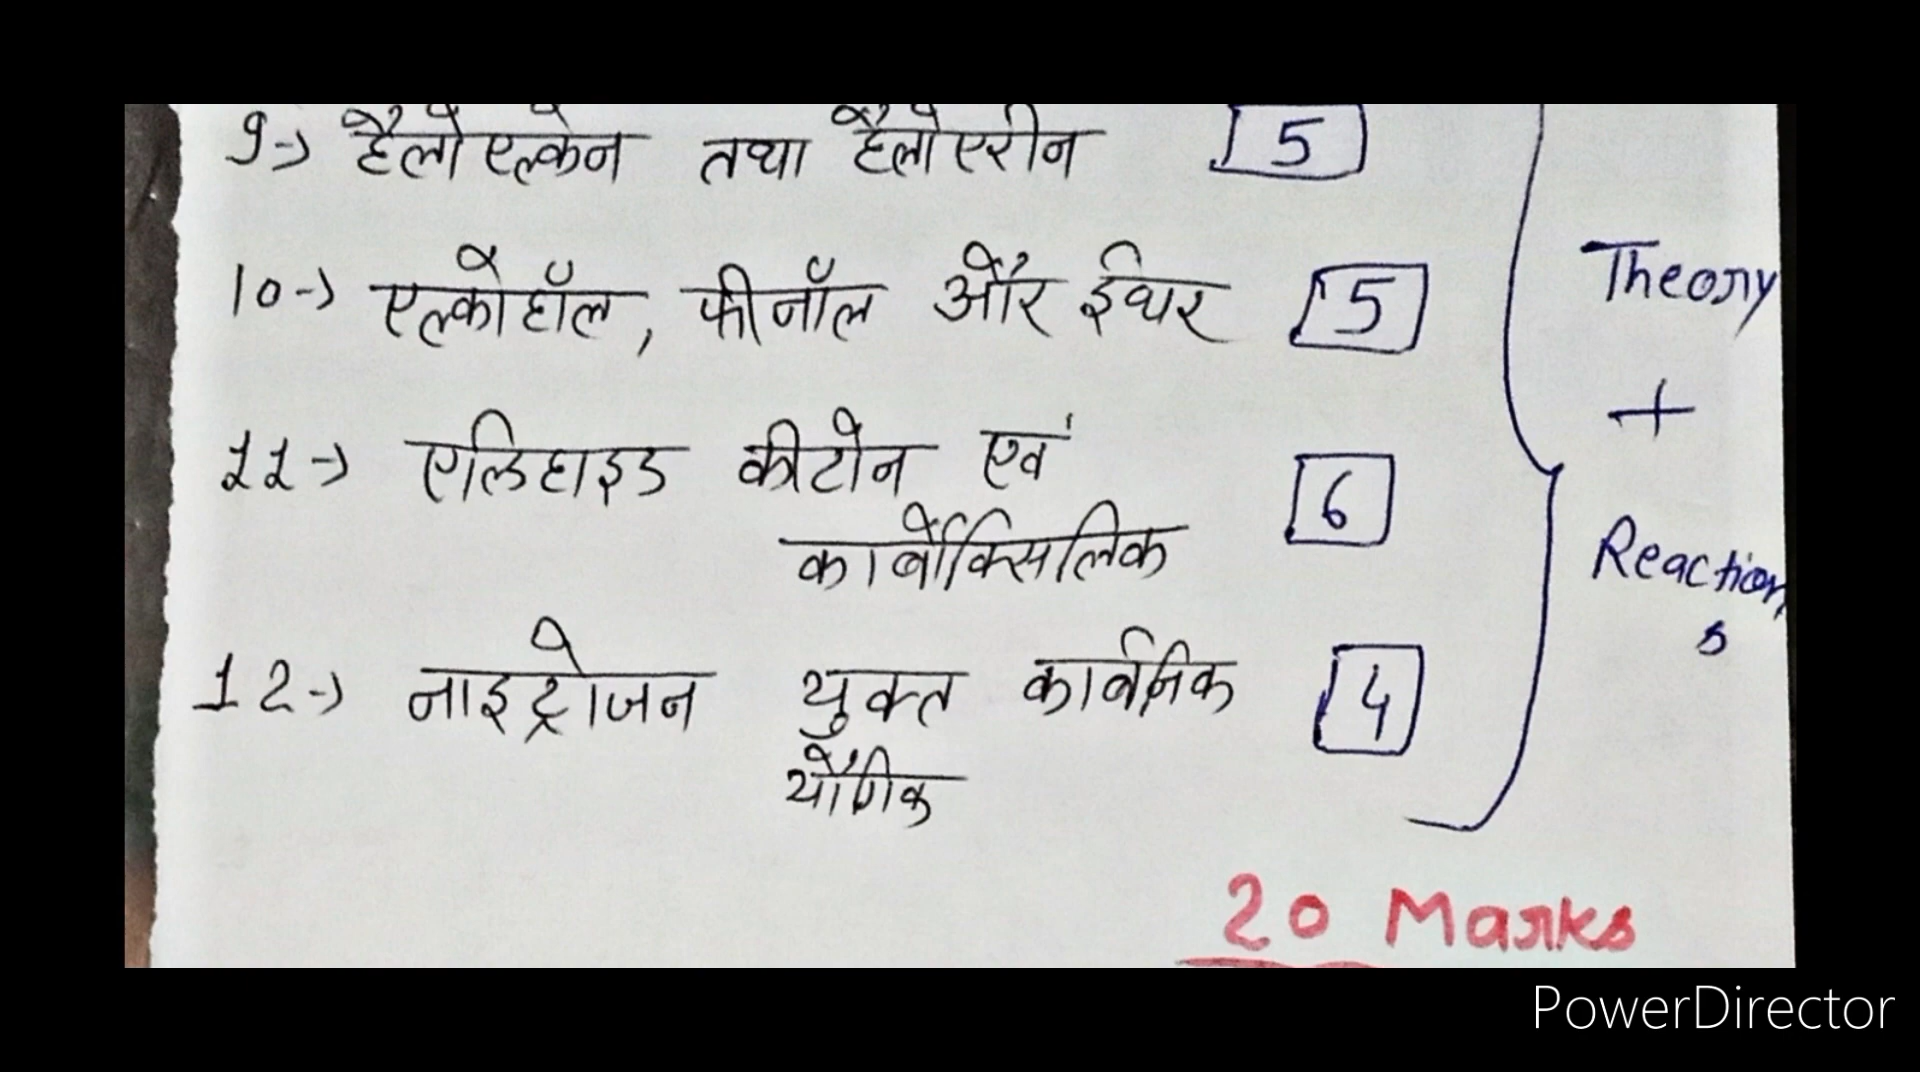 9-) हैलोएल्केन तथा हैलोएरीन 5
10-) एल्कोहॉल, फीनॉल और ईथर 5
Theory
+
11-) एल्डिहाइड कीटोन एवं
कार्बोक्सिलिक 6
Reaction
s
12-) नाइट्रोजन युक्त कार्बनिक 4
यौगिक
20 Marks
PowerDirector